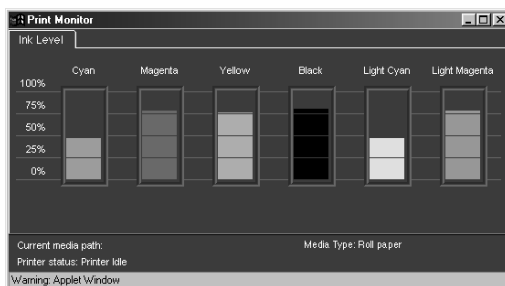 Print Monitor
Ink Level
Cyan Magenta Yellow Black Light Cyan Light Magenta
100%
75%
50%
25%
0%
Current media path: Media Type: Roll paper
Printer status: Printer Idle
Warning: Applet Window